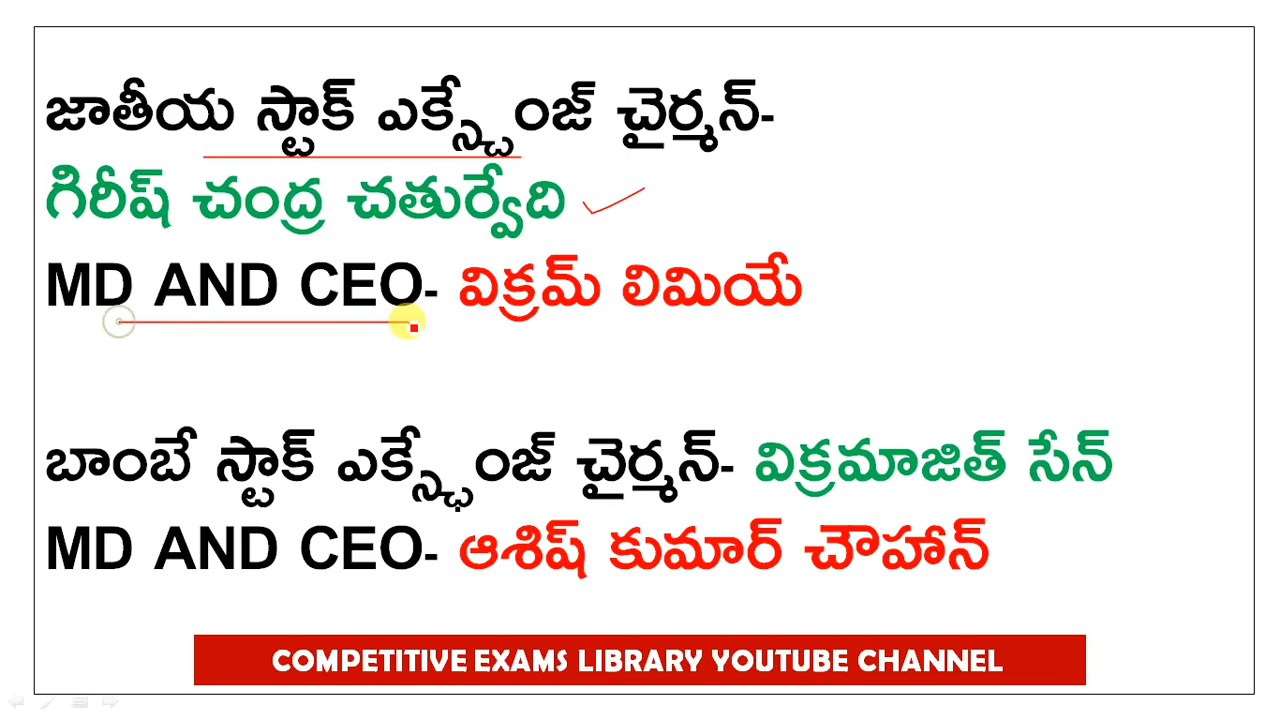 జాతీయ స్టాక్ ఎక్స్చేంజ్ చైర్మన్-
గిరీష్ చంద్ర చతుర్వేది
MD AND CEO- విక్రమ్ లిమియే
బాంబే స్టాక్ ఎక్స్ఛేంజ్ చైర్మన్- విక్రమాజిత్ సేన్
MD AND CEO- ఆశిష్ కుమార్ చౌహాన్
COMPETITIVE EXAMS LIBRARY YOUTUBE CHANNEL